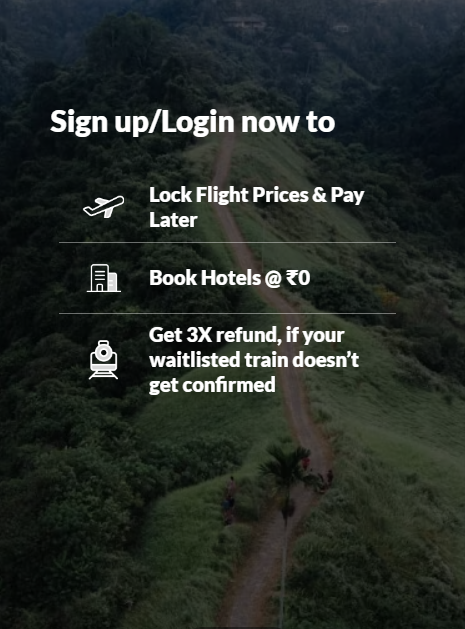 Sign up/Login now to
Lock Flight Prices & Pay
Later
Book Hotels @ ₹0
Get 3X refund, if your
waitlisted train doesn’t
get confirmed